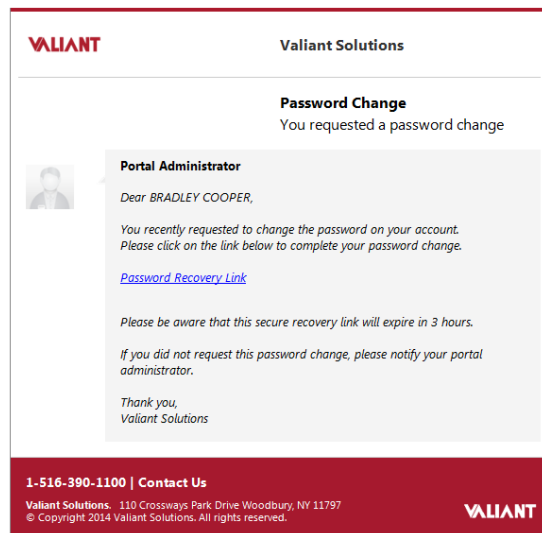 VALIANT
Valiant Solutions
Password Change
You requested a password change
Portal Administrator
Dear BRADLEY COOPER,
You recently requested to change the password on your account.
Please click on the link below to complete your password change.
Password Recovery Link
Please be aware that this secure recovery link will expire in 3 hours.
If you did not request this password change, please notify your portal
administrator.
Thank you,
Valiant Solutions
1-516-390-1100 | Contact Us
Valiant Solutions. 110 Crossways Park Drive Woodbury, NY 11797
© Copyright 2014 Valiant Solutions. All rights reserved.
VALIANT